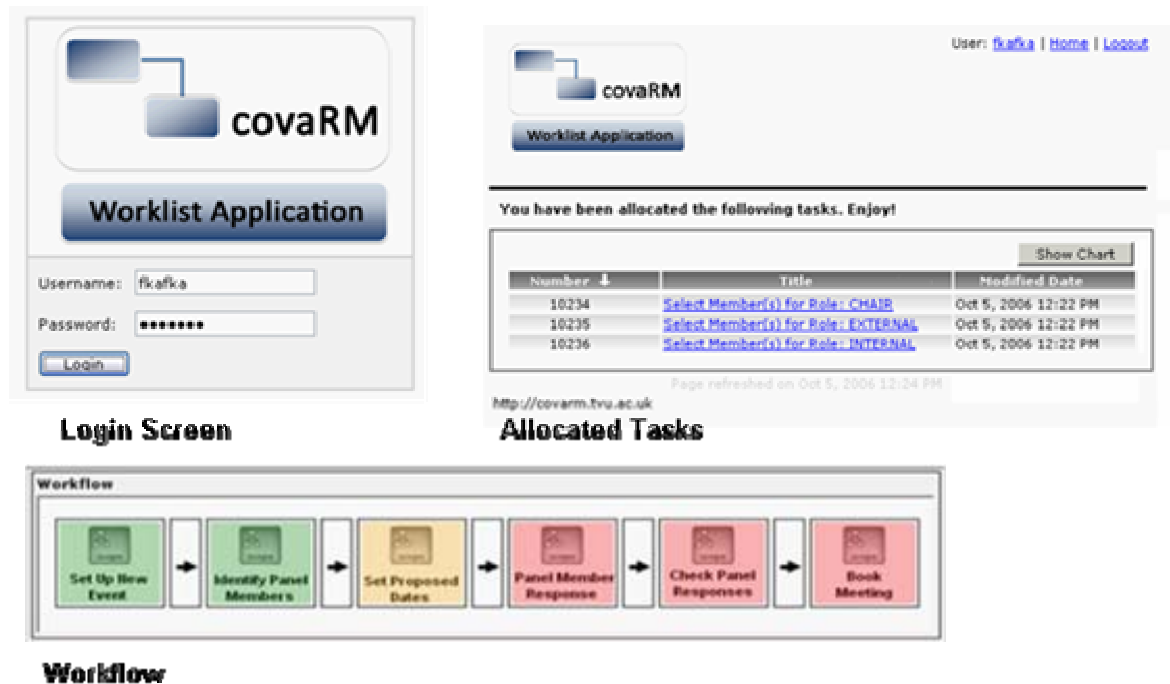 covaRM
Worklist Application
Username: fkafka
Password: •••••••
Login
Login Screen
User: fkafka | Home | Logout
covaRM
Worklist Application
You have been allocated the following tasks. Enjoy!
Show Chart
Number ↓ Title Modified Date
10234 Select Member(s) for Role: CHAIR Oct 5, 2006 12:22 PM
10235 Select Member(s) for Role: EXTERNAL Oct 5, 2006 12:22 PM
10236 Select Member(s) for Role: INTERNAL Oct 5, 2006 12:22 PM
Page refreshed on Oct 5, 2006 12:24 PM
http://covarm.tvu.ac.uk
Allocated Tasks
Workflow
Set Up New
Event
Identify Panel
Members
Set Proposed
Dates
Panel Member
Response
Check Panel
Responses
Book
Meeting
Workflow